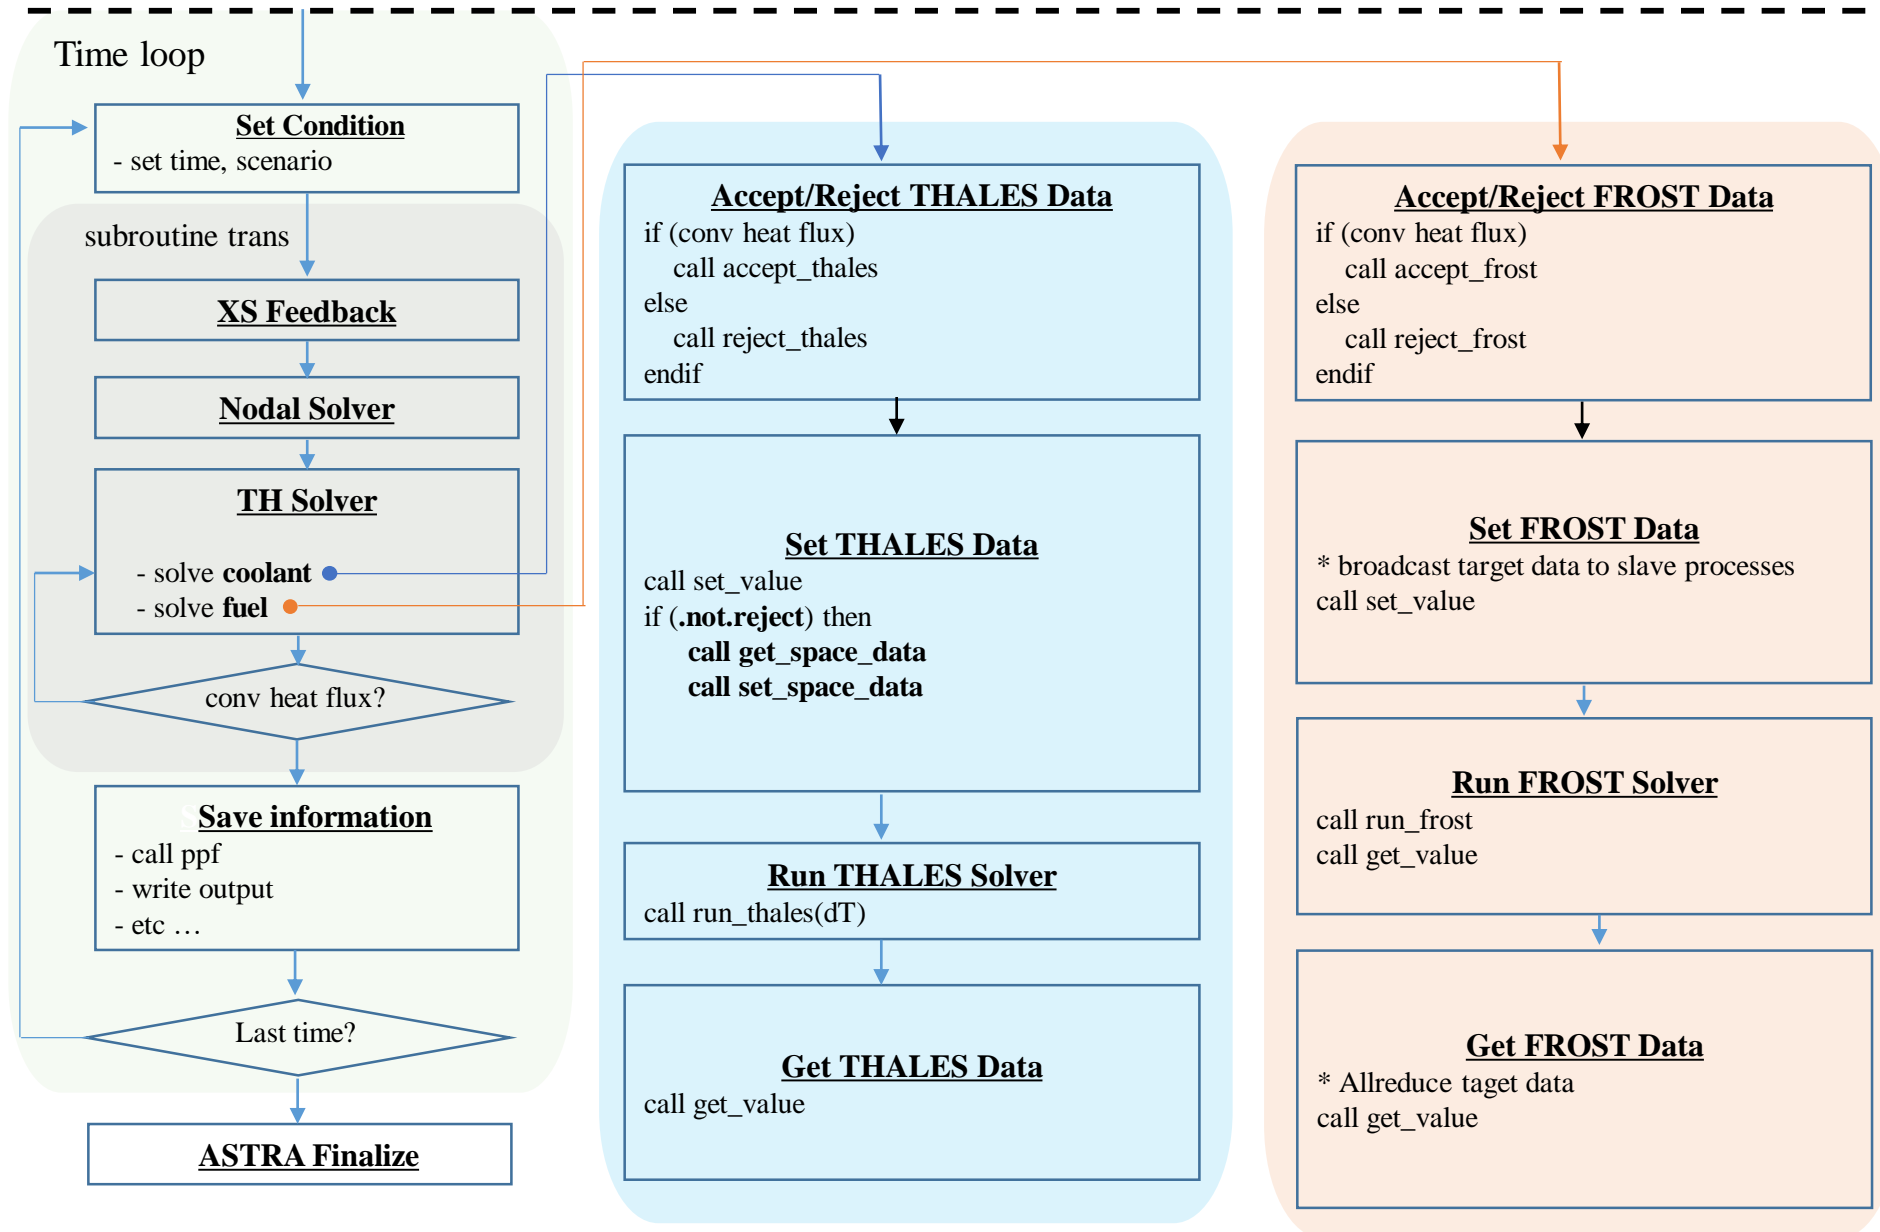 Time loop
Set Condition
- set time, scenario
subroutine trans
XS Feedback
Nodal Solver
TH Solver
- solve coolant
- solve fuel
conv heat flux?
SSave information
- call ppf
- write output
- etc …
Last time?
ASTRA Finalize
Accept/Reject THALES Data
if (conv heat flux)
call accept_thales
else
call reject_thales
endif
Set THALES Data
call set_value
if (.not.reject) then
call get_space_data
call set_space_data
Run THALES Solver
call run_thales(dT)
Get THALES Data
call get_value
Accept/Reject FROST Data
if (conv heat flux)
call accept_frost
else
call reject_frost
endif
Set FROST Data
* broadcast target data to slave processes
call set_value
Run FROST Solver
call run_frost
call get_value
Get FROST Data
* Allreduce taget data
call get_value